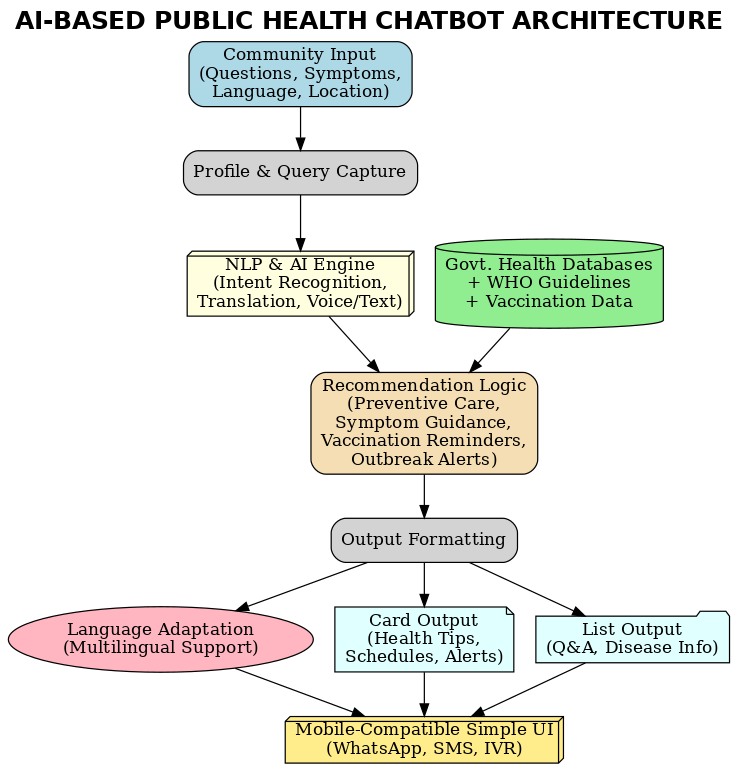 AI-BASED PUBLIC HEALTH CHATBOT ARCHITECTURE
Community Input
(Questions, Symptoms,
Language, Location)
Profile & Query Capture
NLP & AI Engine
(Intent Recognition,
Translation, Voice/Text)
Govt. Health Databases
+ WHO Guidelines
+ Vaccination Data
Recommendation Logic
(Preventive Care,
Symptom Guidance,
Vaccination Reminders,
Outbreak Alerts)
Output Formatting
Language Adaptation
(Multilingual Support)
Card Output
(Health Tips,
Schedules, Alerts)
List Output
(Q&A, Disease Info)
Mobile-Compatible Simple UI
(WhatsApp, SMS, IVR)